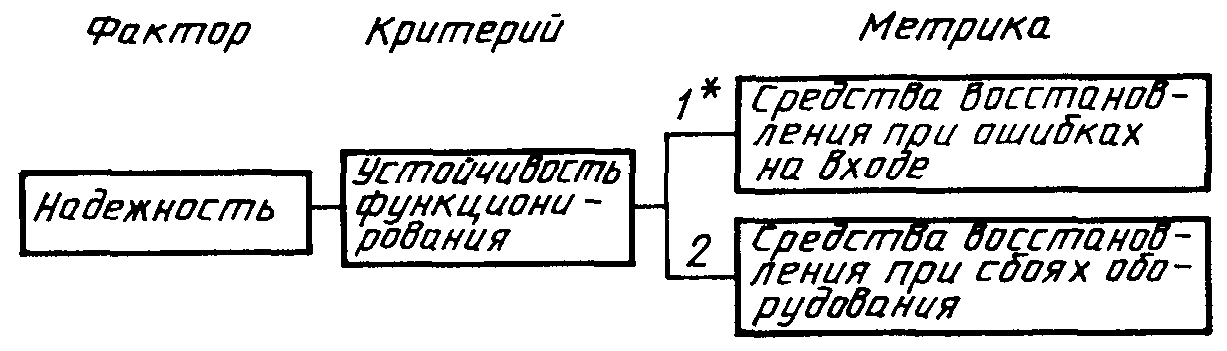 Фактор Критерий Метрика
Надежность
Устойчивость
функциони-
рования
1*
Средства восстанов-
ления при ошибках
на входе
2
Средства восстанов-
ления при сбоях обо-
рудования